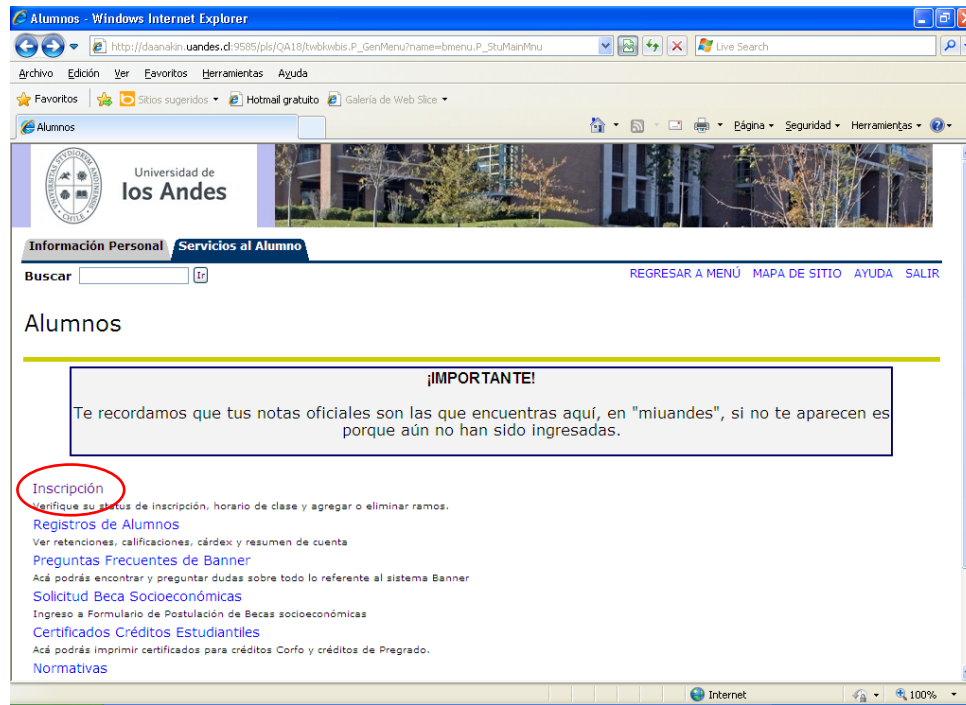 Alumnos - Windows Internet Explorer
http://daanakin.uandes.cl:9585/pls/QA18/twbkwbis.P_GenMenu?name=bmenu.P_StuMainMnu
Live Search
Archivo Edición Ver Favoritos Herramientas Ayuda
Favoritos Sitios sugeridos Hotmail gratuito Galería de Web Slice
Alumnos Página Seguridad Herramientas
Universidad de
los Andes
Información Personal Servicios al Alumno
Buscar Ir REGRESAR A MENÚ MAPA DE SITIO AYUDA SALIR
Alumnos
¡IMPORTANTE!
Te recordamos que tus notas oficiales son las que encuentras aquí, en "miuandes", si no te aparecen es
porque aún no han sido ingresadas.
Inscripción
Verifique su status de inscripción, horario de clase y agregar o eliminar ramos.
Registros de Alumnos
Ver retenciones, calificaciones, cárdex y resumen de cuenta
Preguntas Frecuentes de Banner
Acá podrás encontrar y preguntar dudas sobre todo lo referente al sistema Banner
Solicitud Beca Socioeconómicas
Ingreso a Formulario de Postulación de Becas socioeconómicas
Certificados Créditos Estudiantiles
Acá podrás imprimir certificados para créditos Corfo y créditos de Pregrado.
Normativas
Internet 100%